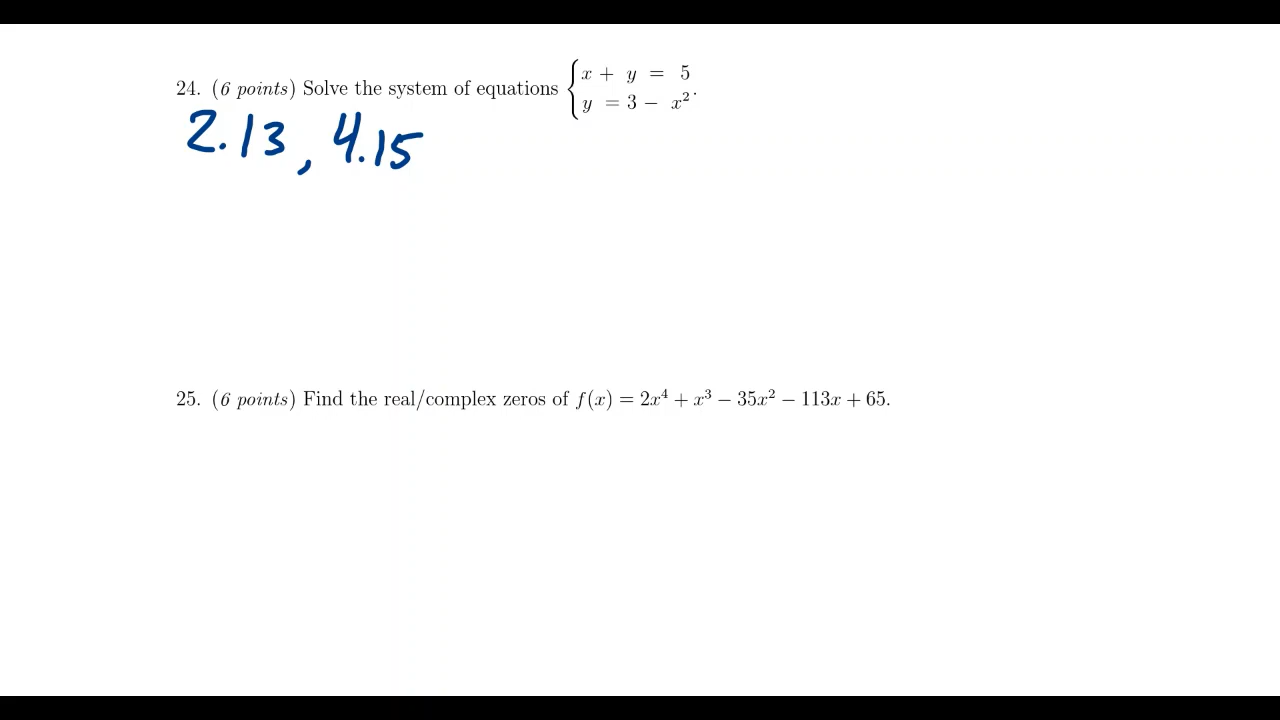 24. (6 points) Solve the system of equations { x + y = 5
y = 3 − x².
2.13, 4.15
25. (6 points) Find the real/complex zeros of f(x) = 2x⁴ + x³ − 35x² − 113x + 65.